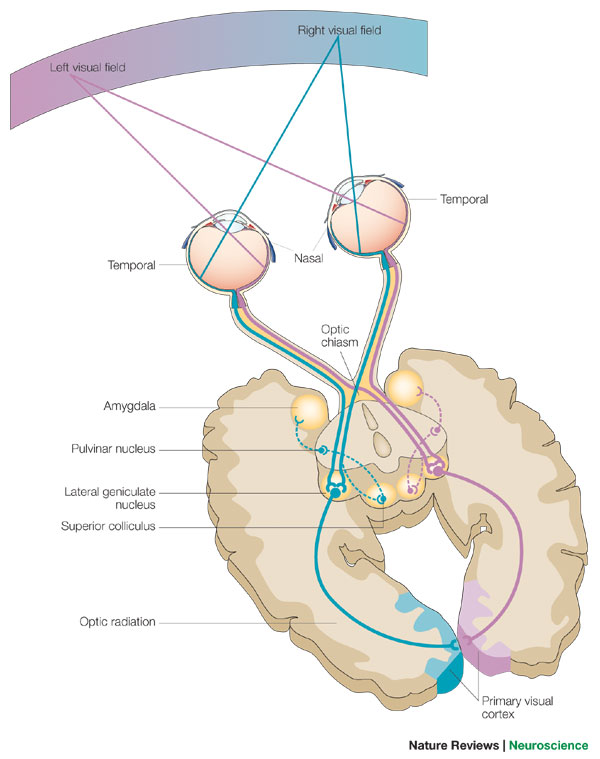 Right visual field
Left visual field
Temporal
Nasal
Temporal
Optic
chiasm
Amygdala
Pulvinar nucleus
Lateral geniculate
nucleus
Superior colliculus
Optic radiation
Primary visual
cortex
Nature Reviews | Neuroscience